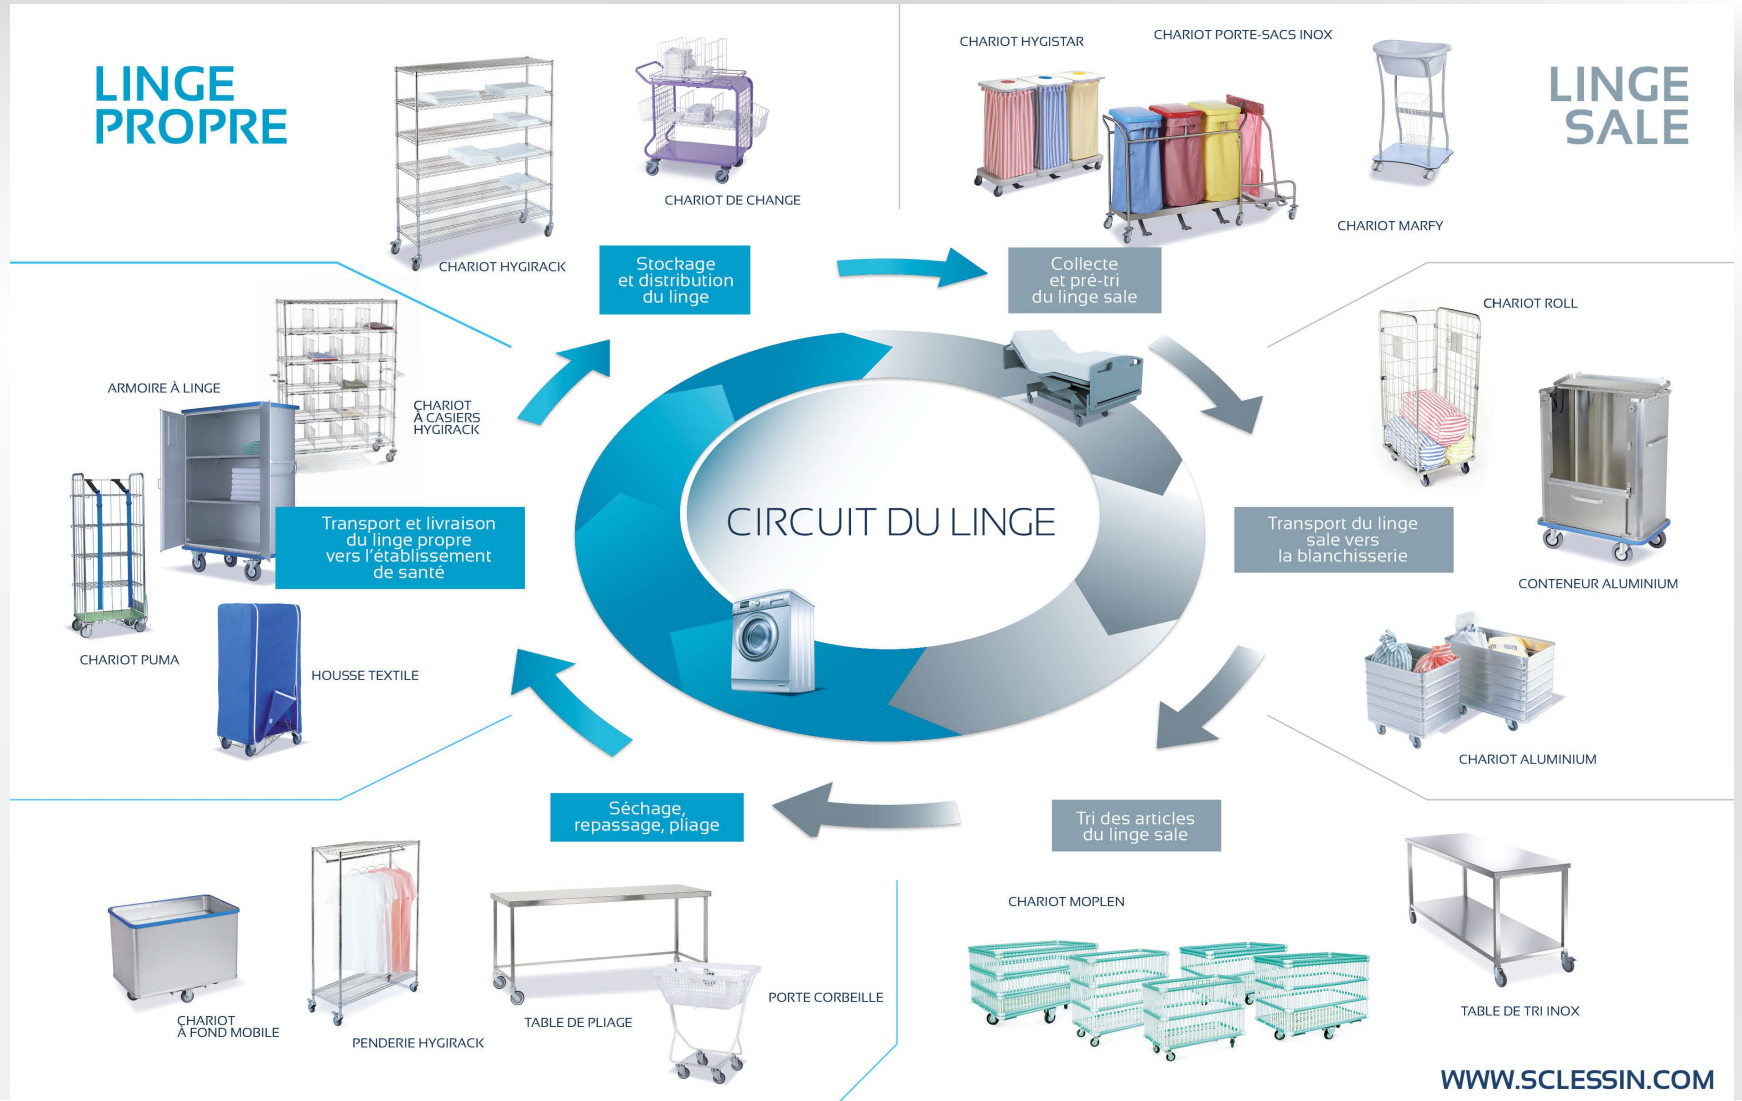 LINGE
PROPRE
CHARIOT HYGIRACK
CHARIOT DE CHANGE
Stockage
et distribution
du linge
CHARIOT HYGISTAR
CHARIOT PORTE-SACS INOX
CHARIOT MARFY
LINGE
SALE
Collecte
et pré-tri
du linge sale
CHARIOT ROLL
CONTENEUR ALUMINIUM
CHARIOT ALUMINIUM
Transport du linge
sale vers
la blanchisserie
ARMOIRE À LINGE
CHARIOT
À CASIERS
HYGIRACK
CHARIOT PUMA
HOUSSE TEXTILE
Transport et livraison
du linge propre
vers l'établissement
de santé
CIRCUIT DU LINGE
Séchage,
repassage, pliage
CHARIOT
À FOND MOBILE
PENDERIE HYGIRACK
TABLE DE PLIAGE
PORTE CORBEILLE
Tri des articles
du linge sale
CHARIOT MOPLEN
TABLE DE TRI INOX
WWW.SCLESSIN.COM